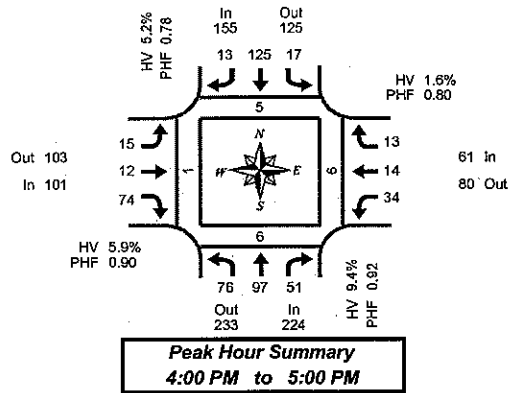 In Out
155 125
HV 5.2%
PHF 0.78
13 125 17
HV 1.6%
PHF 0.80
5
15 13
Out 103 12 1 N W E S 6 14 61 In
In 101 74 34 80 Out
HV 5.9%
PHF 0.90
6
76 97 51
HV 9.4%
PHF 0.92
Out In
233 224
Peak Hour Summary
4:00 PM to 5:00 PM